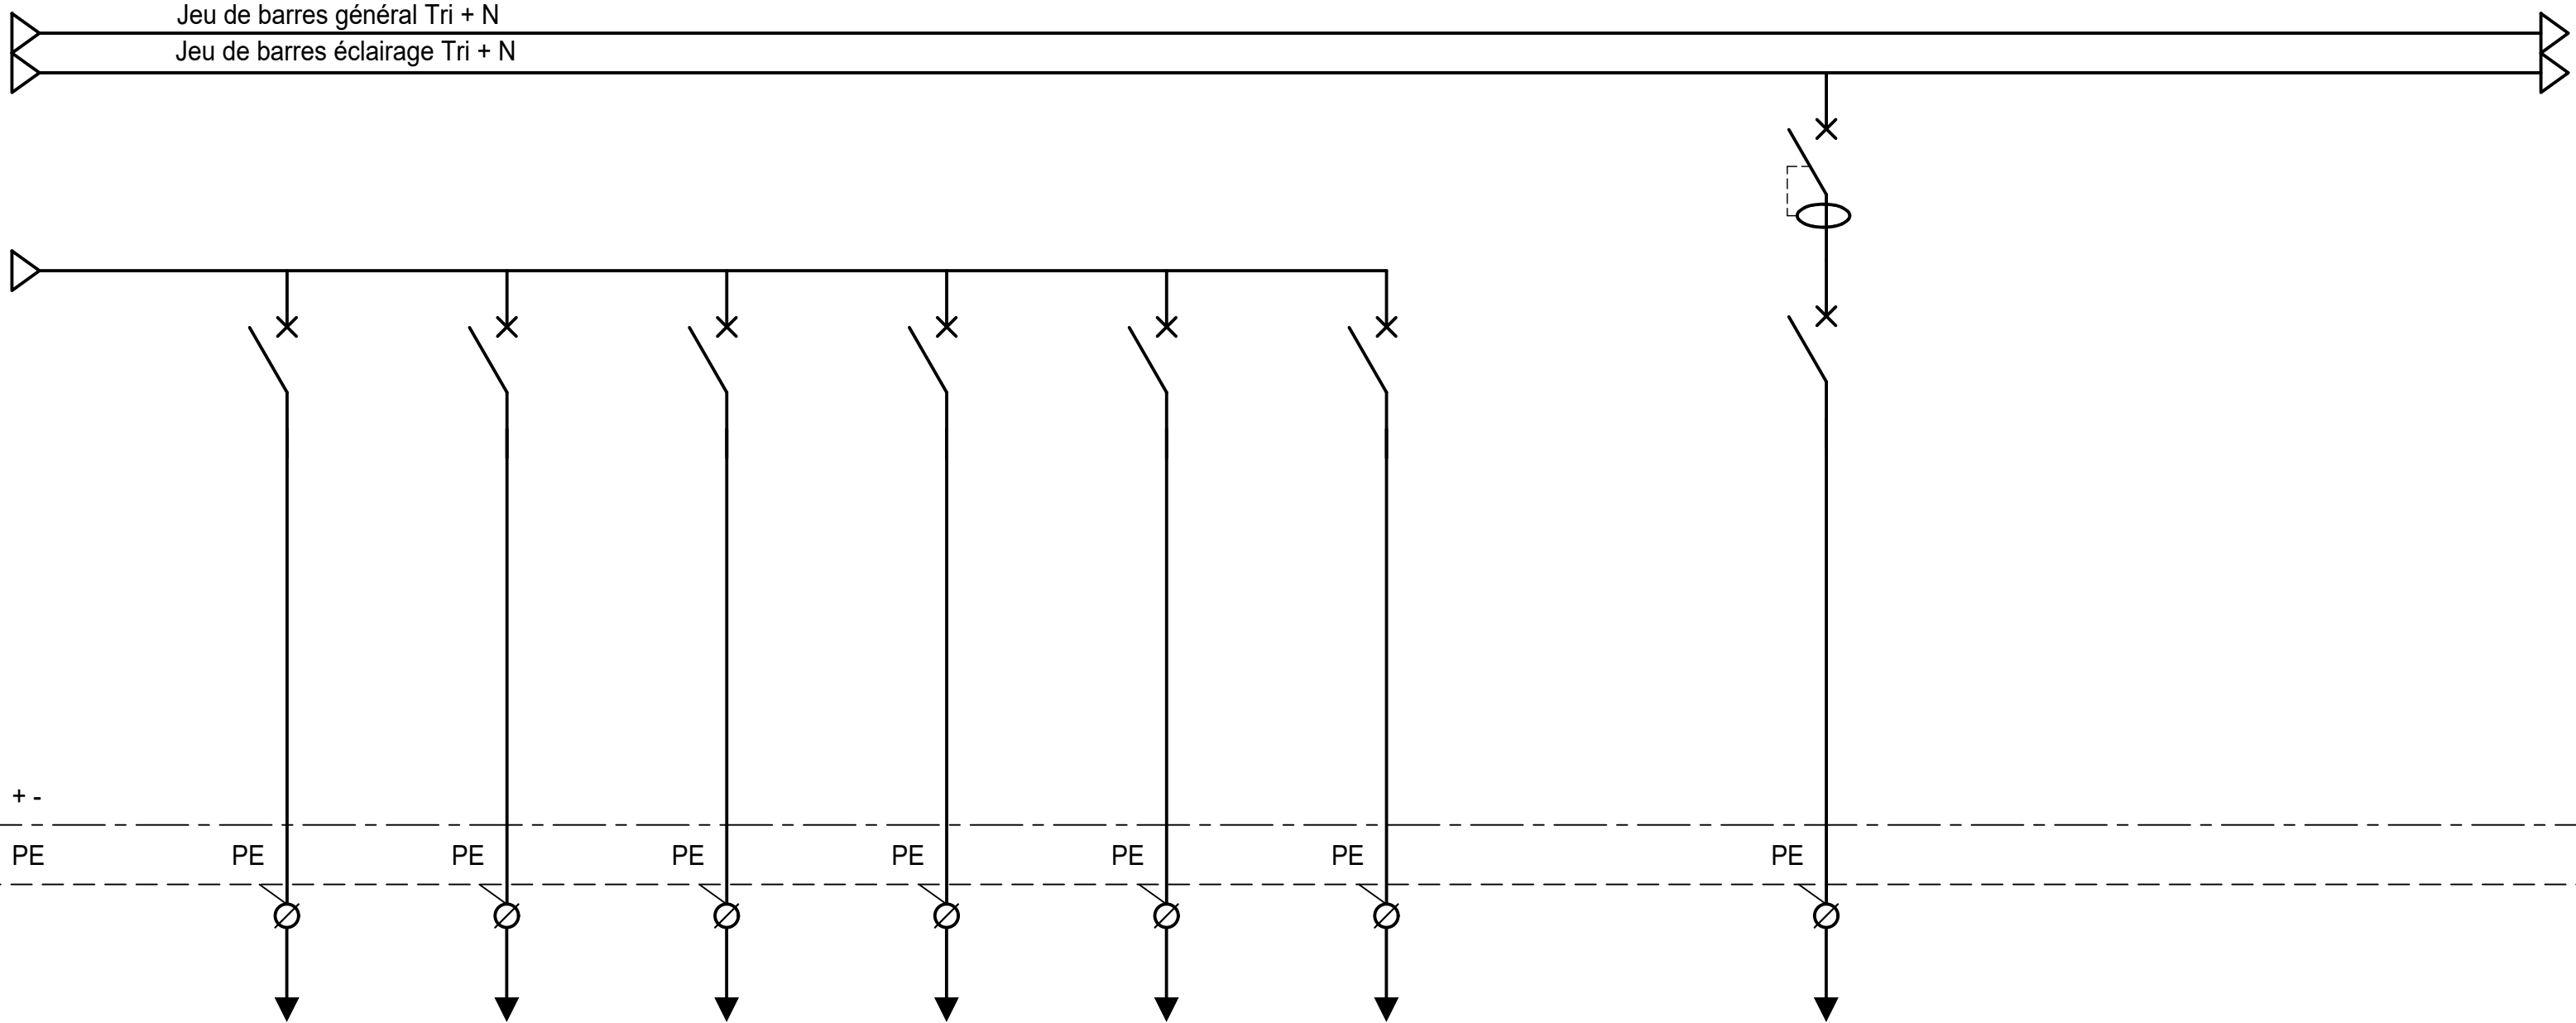 Jeu de barres général Tri + N
Jeu de barres éclairage Tri + N
+ -
PE PE PE PE PE PE PE PE